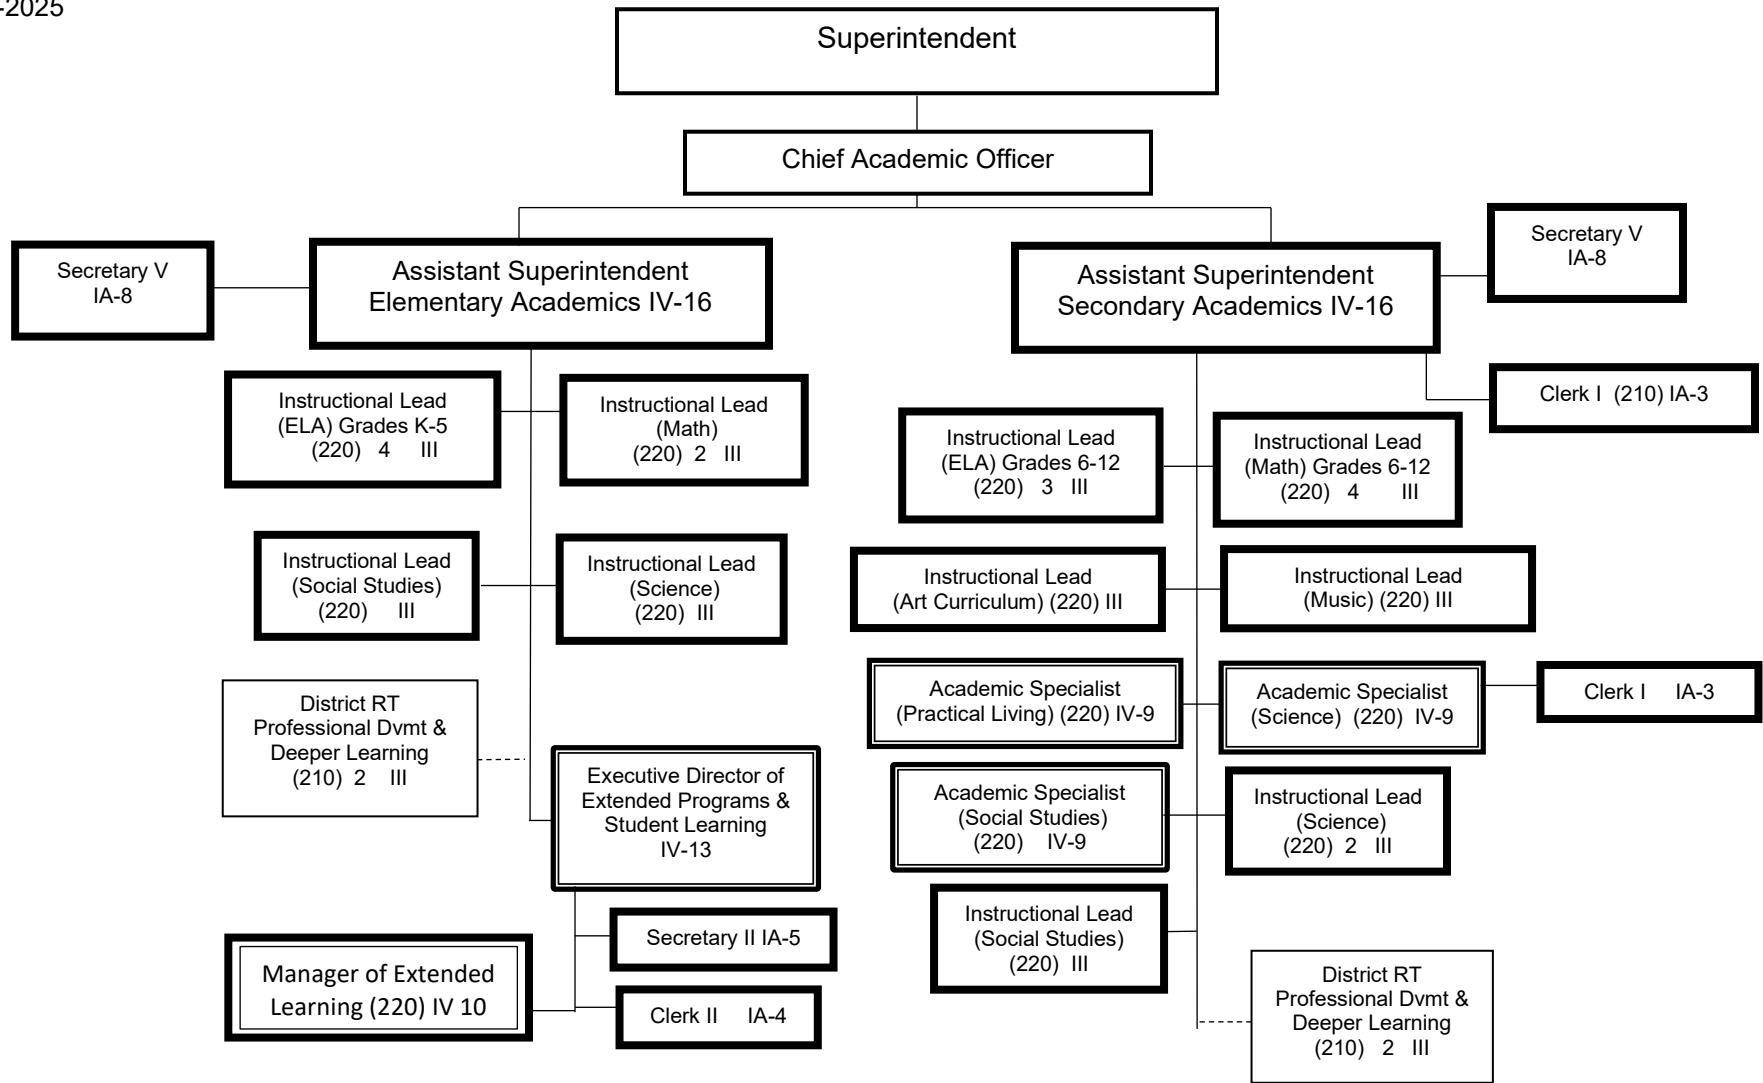 -2025
Superintendent
Chief Academic Officer
Secretary V
IA-8
Assistant Superintendent
Elementary Academics IV-16
Assistant Superintendent
Secondary Academics IV-16
Secretary V
IA-8
Clerk I (210) IA-3
Instructional Lead
(ELA) Grades K-5
(220) 4 III
Instructional Lead
(Math)
(220) 2 III
Instructional Lead
(ELA) Grades 6-12
(220) 3 III
Instructional Lead
(Math) Grades 6-12
(220) 4 III
Instructional Lead
(Social Studies)
(220) III
Instructional Lead
(Science)
(220) III
Instructional Lead
(Art Curriculum) (220) III
Instructional Lead
(Music) (220) III
District RT
Professional Dvmt &
Deeper Learning
(210) 2 III
Academic Specialist
(Practical Living) (220) IV-9
Academic Specialist
(Science) (220) IV-9
Clerk I IA-3
Executive Director of
Extended Programs &
Student Learning
IV-13
Academic Specialist
(Social Studies)
(220) IV-9
Instructional Lead
(Science)
(220) 2 III
Secretary II IA-5
Manager of Extended
Learning (220) IV 10
Clerk II IA-4
Instructional Lead
(Social Studies)
(220) III
District RT
Professional Dvmt &
Deeper Learning
(210) 2 III